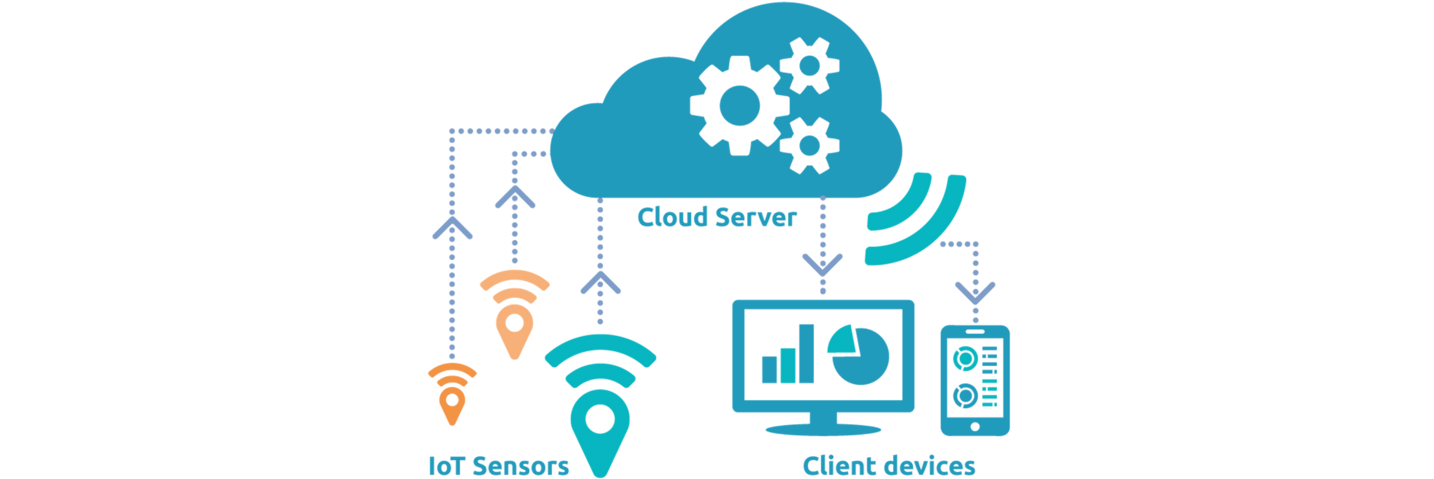 Cloud Server
IoT Sensors
Client devices